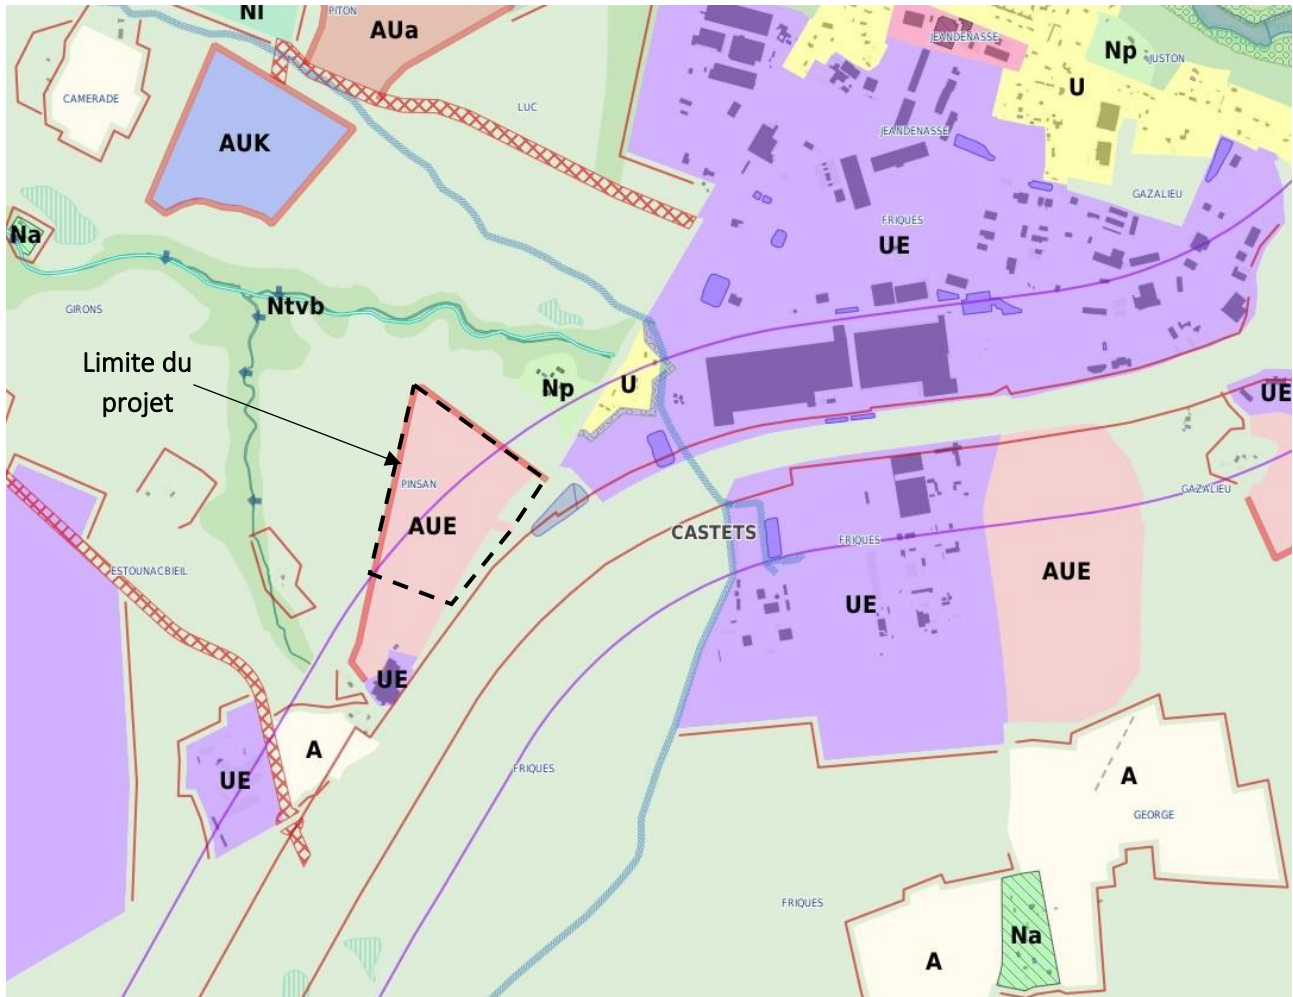 Nl
PITON
AUa
JEANDENASSE
Np
JUSTON
U
CAMERADE
LUC
AUK
JEANDENASSE
GAZALIEU
Na
FRIQUES
UE
GIRONS
Ntvb
Limite du
projet
Np
U
UE
PINSAN
AUE
GAZALIEU
CASTETS
FRIQUES
ESTOUNACBIEIL
AUE
UE
UE
A
UE
FRIQUES
A
GEORGE
FRIQUES
Na
A